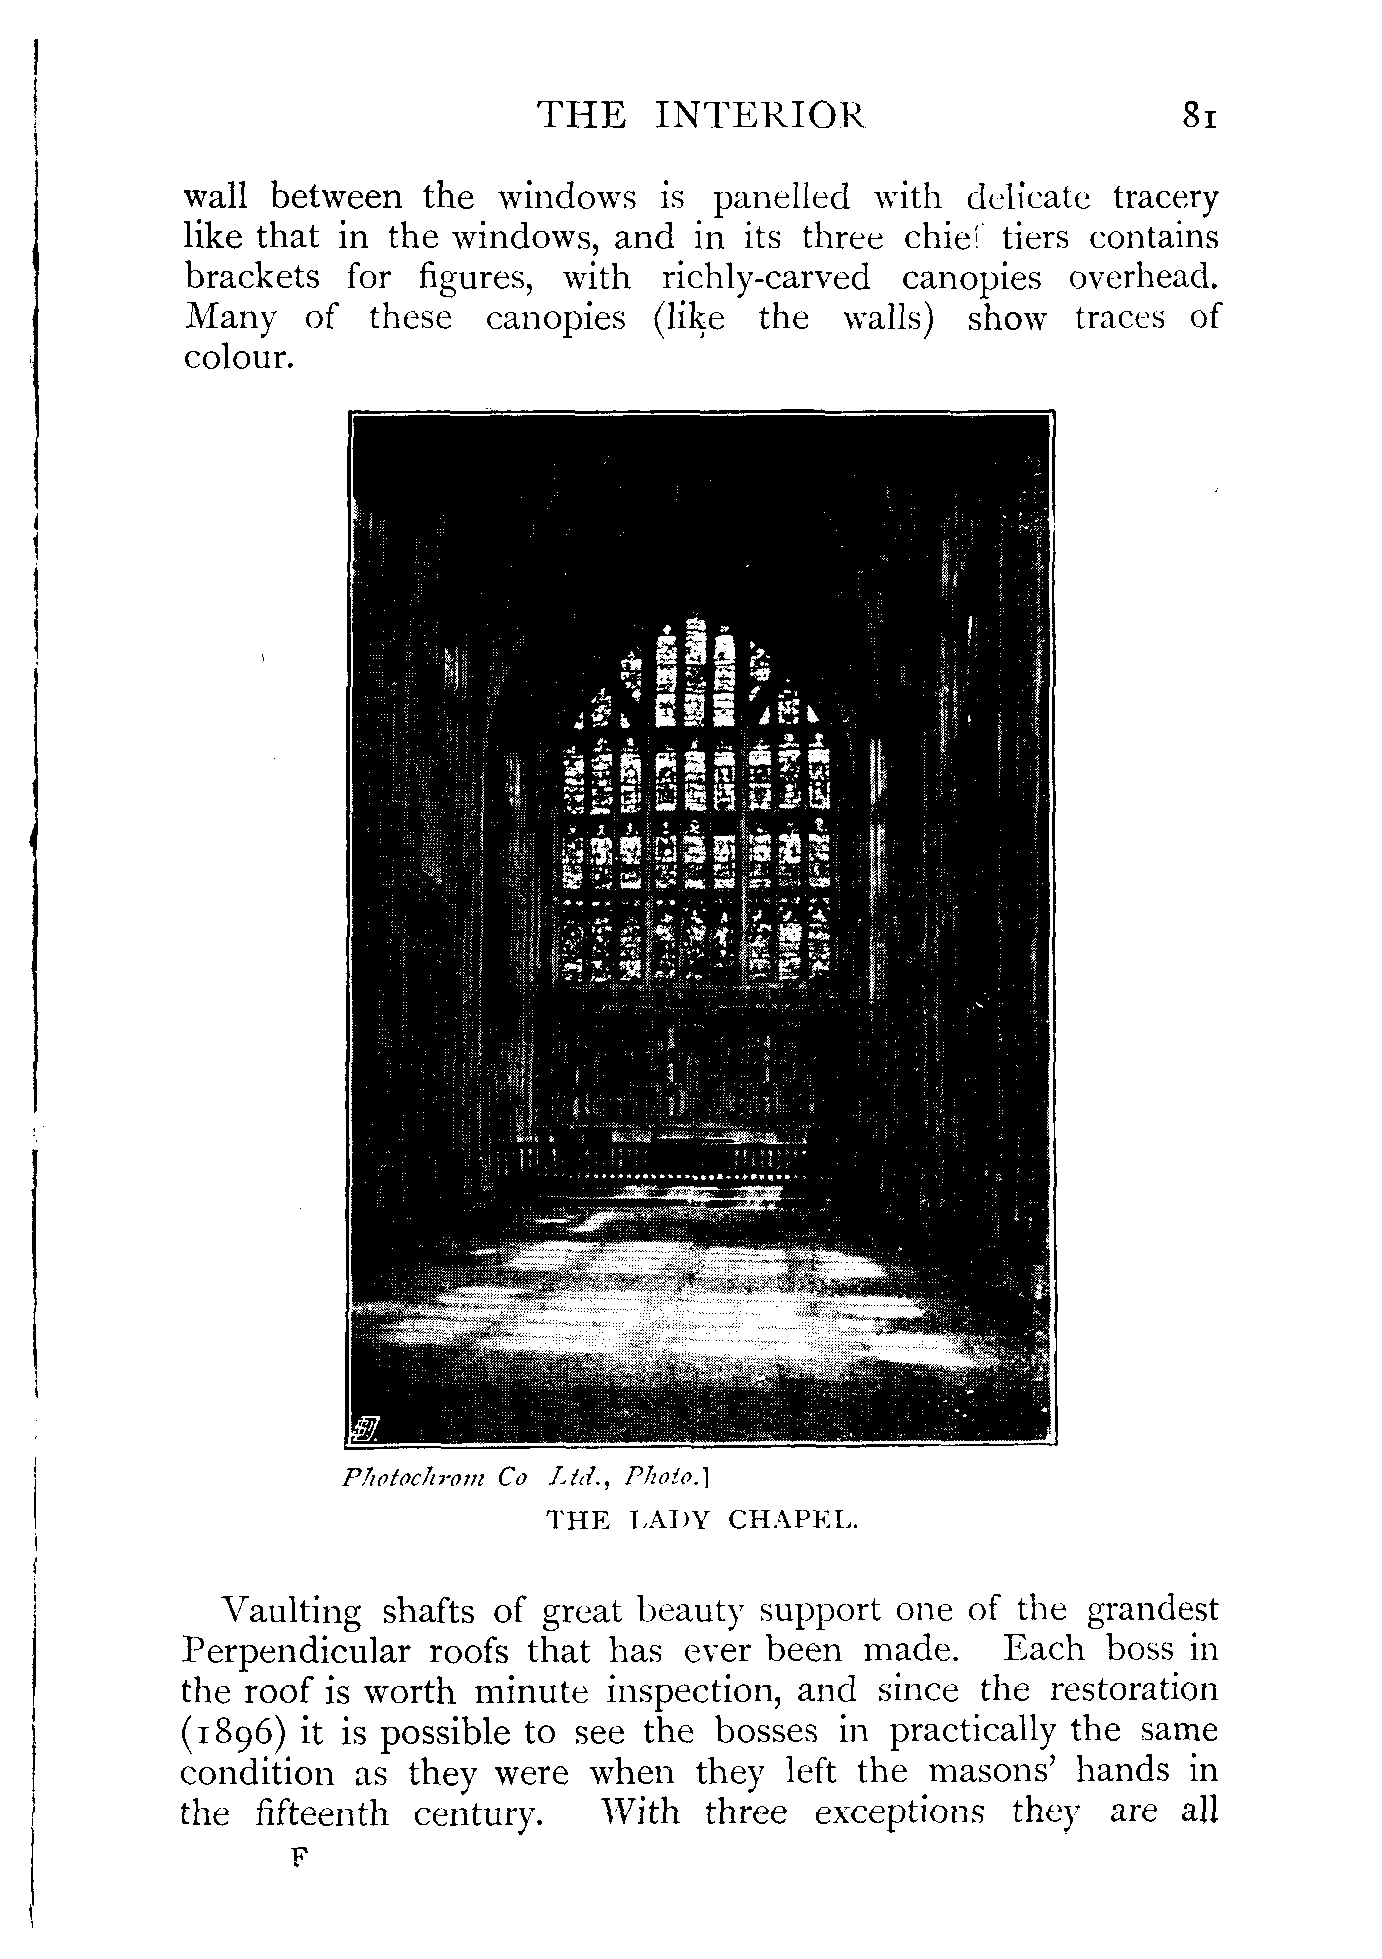 THE INTERIOR 81
wall between the windows is panelled with delicate tracery
like that in the windows, and in its three chief tiers contains
brackets for figures, with richly-carved canopies overhead.
Many of these canopies (like the walls) show traces of
colour.
Photochrom Co Ltd., Photo.]
THE LADY CHAPEL.
Vaulting shafts of great beauty support one of the grandest
Perpendicular roofs that has ever been made. Each boss in
the roof is worth minute inspection, and since the restoration
(1896) it is possible to see the bosses in practically the same
condition as they were when they left the masons' hands in
the fifteenth century. With three exceptions they are all
F